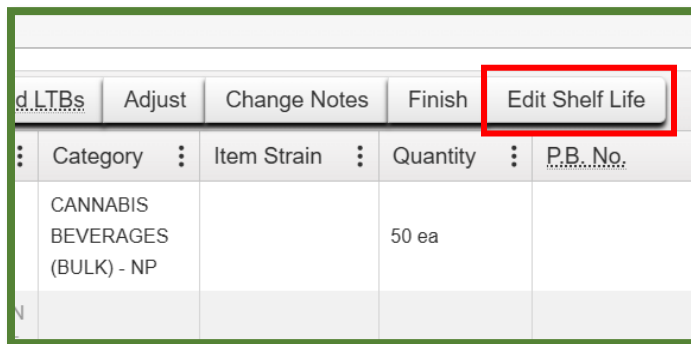 d LTBs Adjust Change Notes Finish Edit Shelf Life
Category Item Strain Quantity P.B. No.
CANNABIS
BEVERAGES
(BULK) - NP
50 ea
N